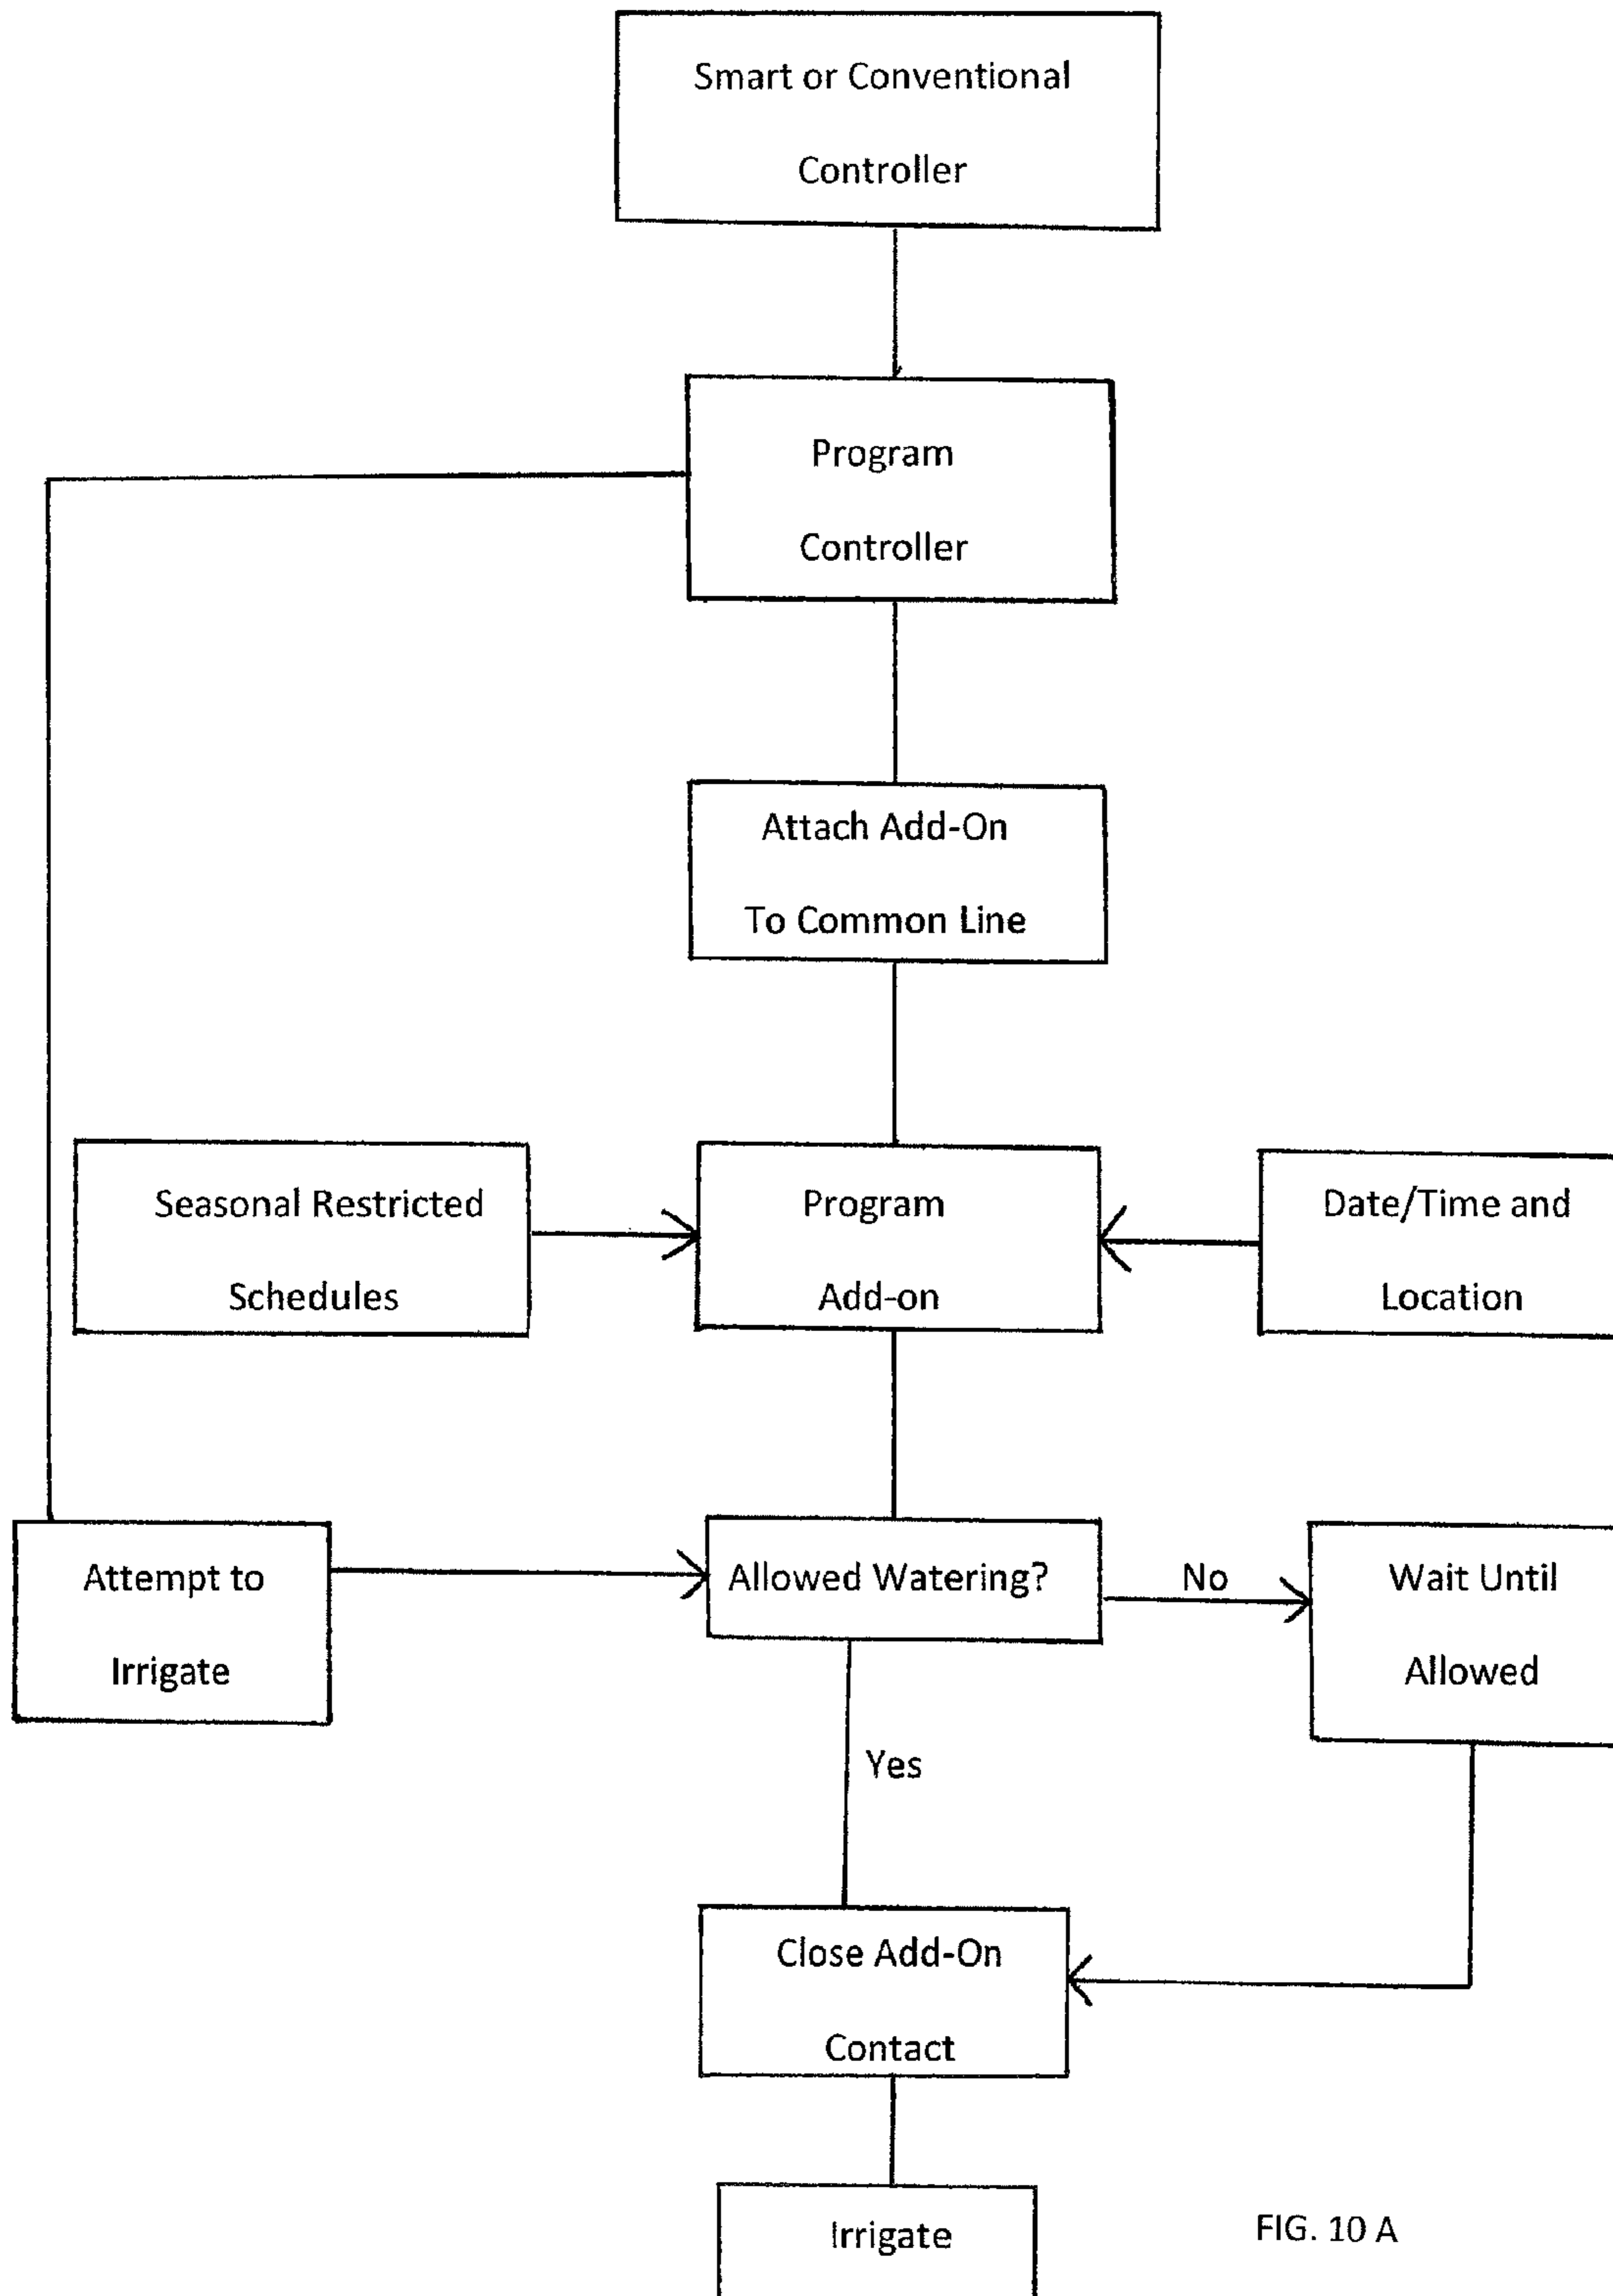 Smart or Conventional
Controller
Program
Controller
Attach Add-On
To Common Line
Seasonal Restricted
Schedules
Program
Add-on
Date/Time and
Location
Attempt to
Irrigate
Allowed Watering?
No
Wait Until
Allowed
Yes
Close Add-On
Contact
Irrigate
FIG. 10 A